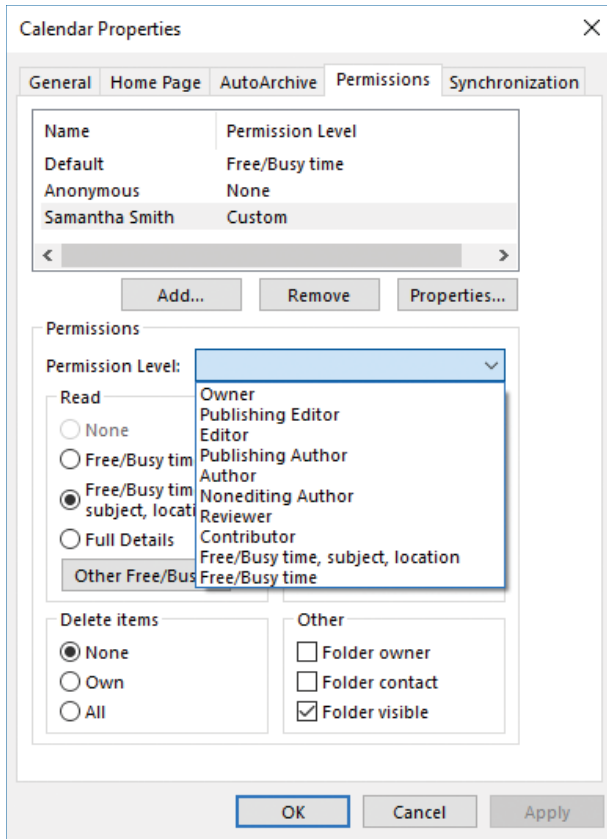 Calendar Properties
General Home Page AutoArchive Permissions Synchronization
Name Permission Level
Default Free/Busy time
Anonymous None
Samantha Smith Custom
Add... Remove Properties...
Permissions
Permission Level:
Read
None
Free/Busy tim
Free/Busy tim
subject, locati
Full Details
Other Free/Bus
Owner
Publishing Editor
Editor
Publishing Author
Author
Nonediting Author
Reviewer
Contributor
Free/Busy time, subject, location
Free/Busy time
Delete items
None
Own
All
Other
Folder owner
Folder contact
Folder visible
OK Cancel Apply